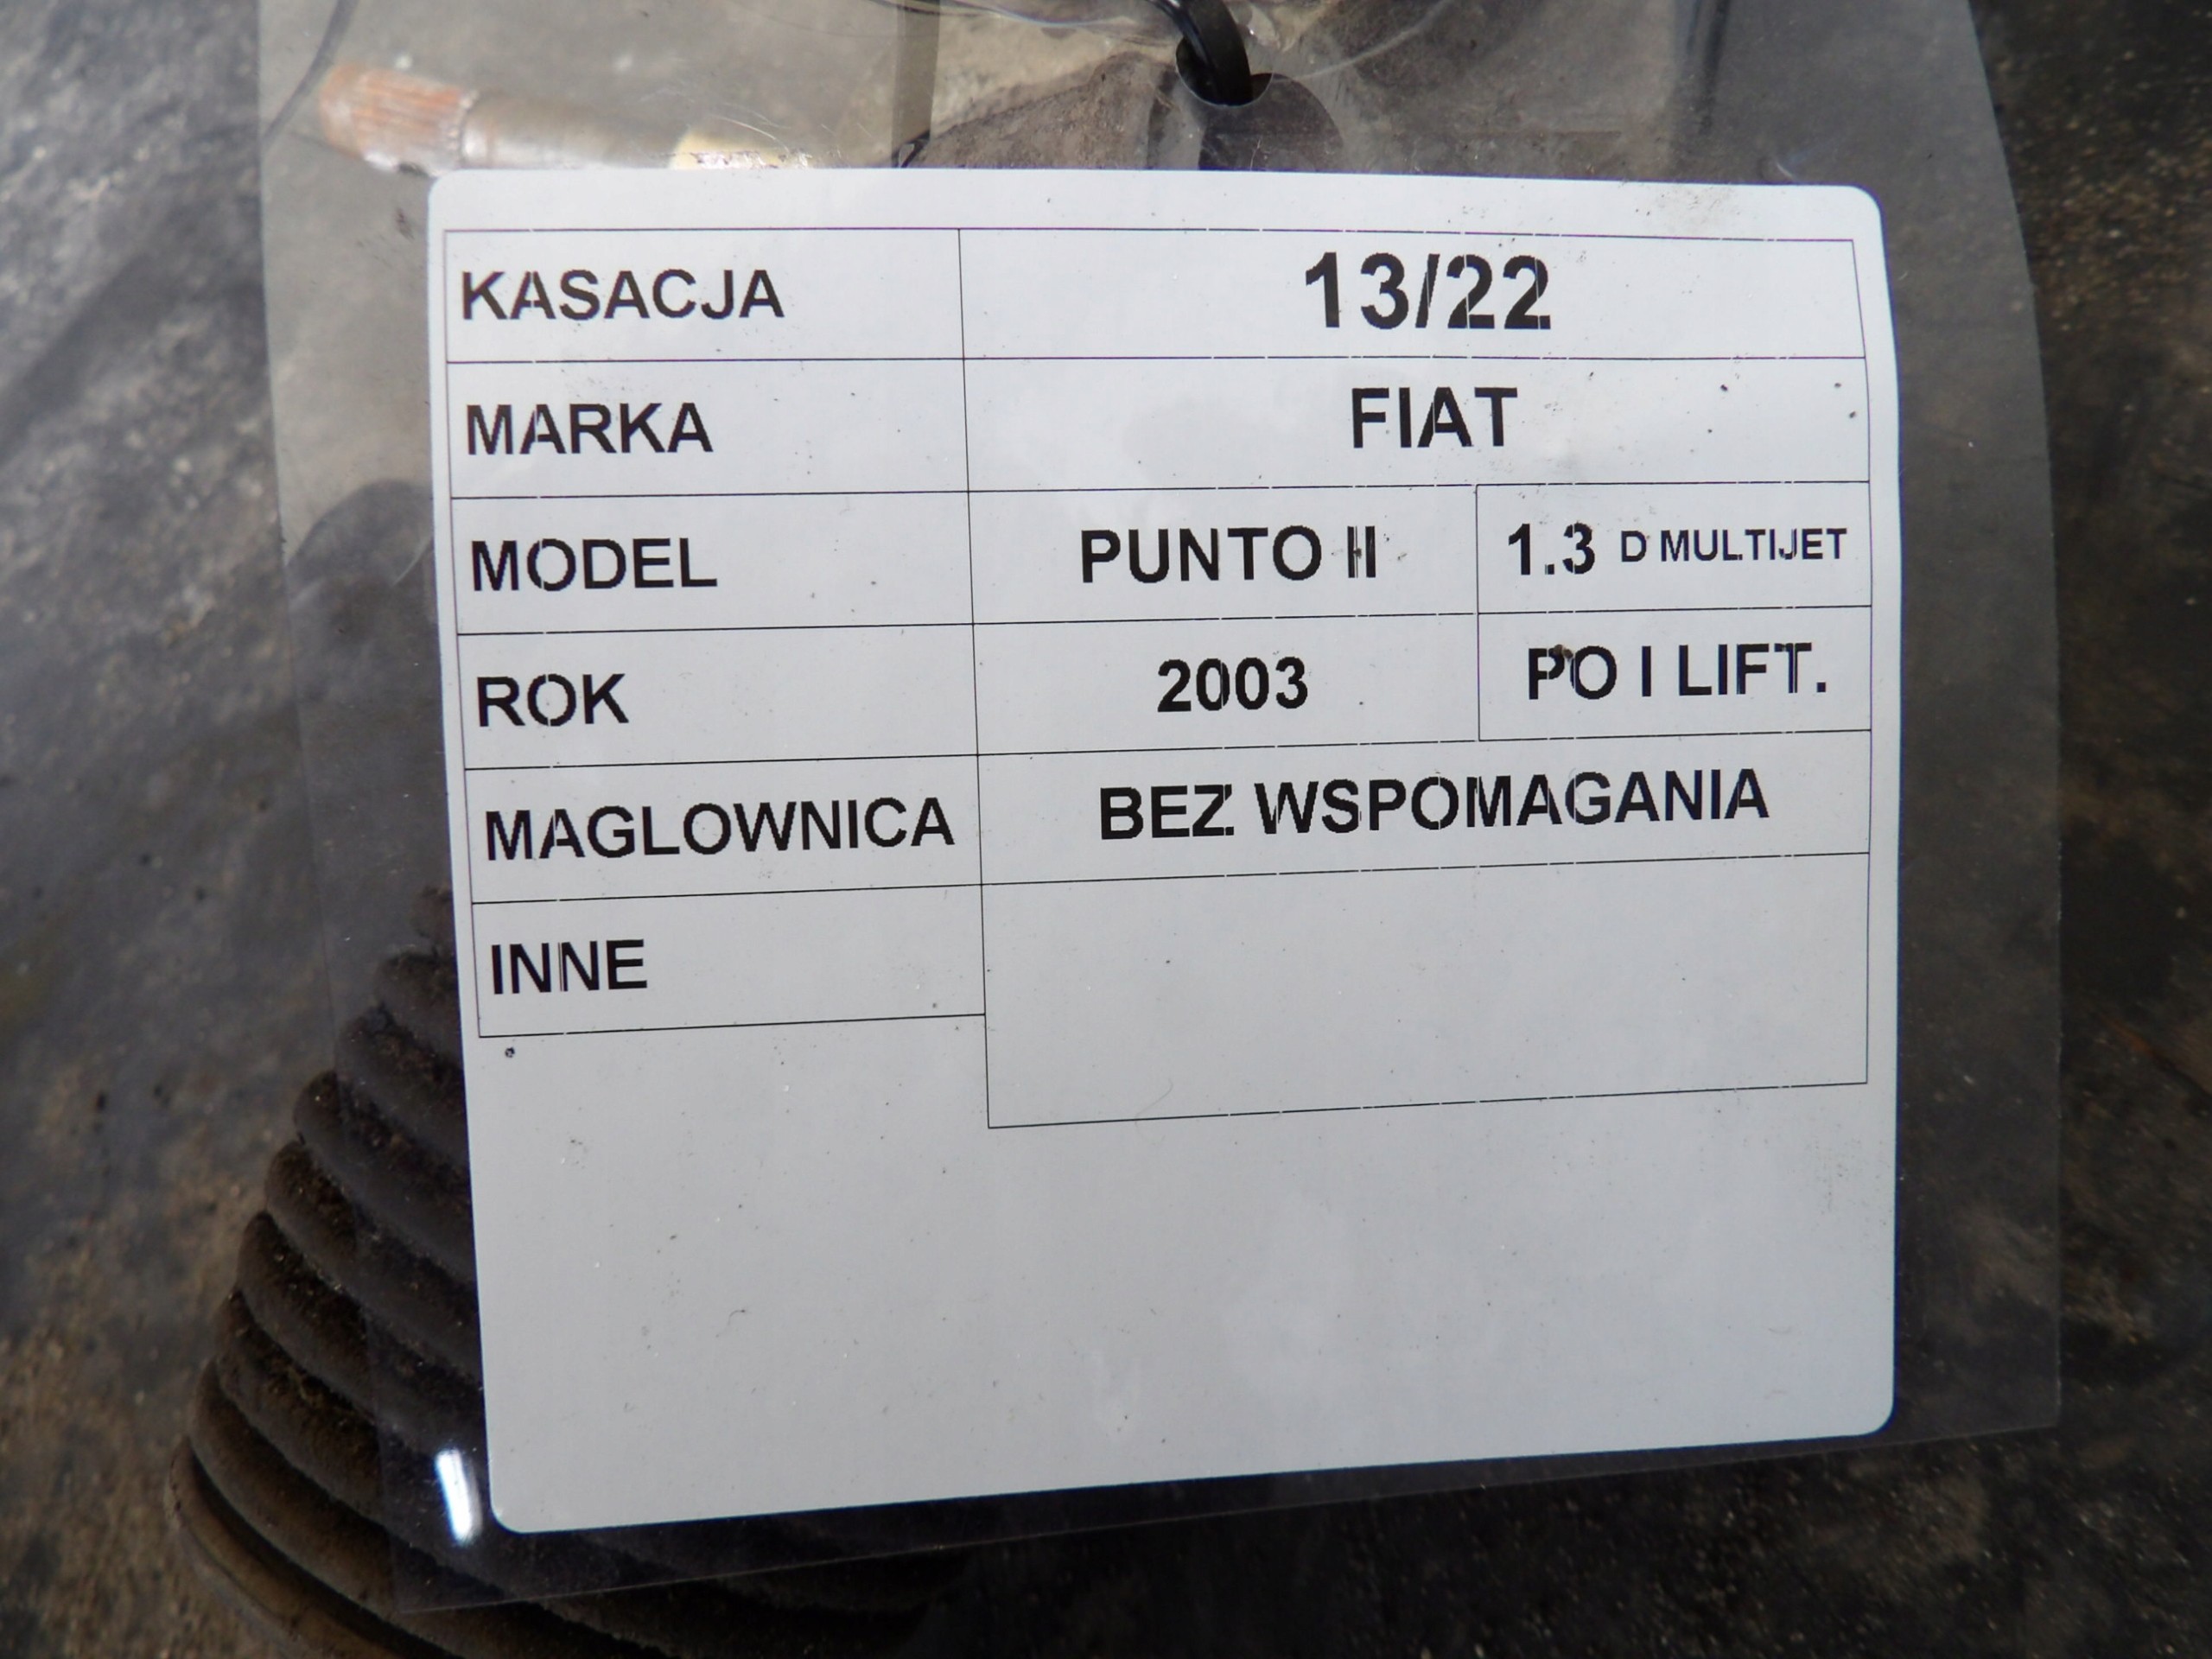 KASACJA 13/22
MARKA FIAT
MODEL PUNTO II 1.3 D MULTIJET
ROK 2003 PO I LIFT.
MAGLOWNICA BEZ WSPOMAGANIA
INNE